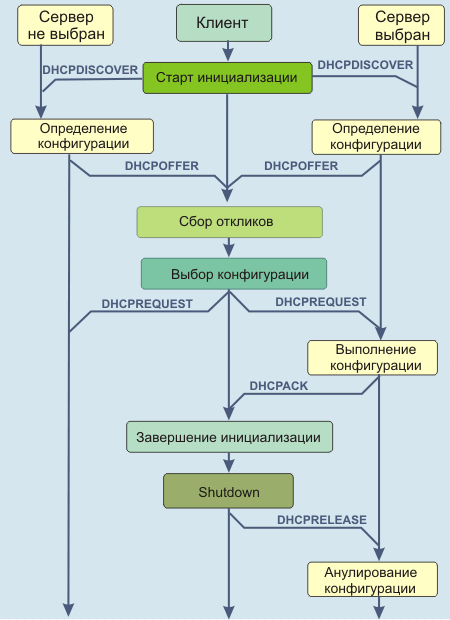 Сервер
не выбран
Клиент
Сервер
выбран
DHCPDISCOVER
DHCPDISCOVER
Старт инициализации
Определение
конфигурации
Определение
конфигурации
DHCPOFFER
DHCPOFFER
Сбор откликов
Выбор конфигурации
DHCPREQUEST
DHCPREQUEST
Выполнение
конфигурации
DHCPACK
Завершение инициализации
Shutdown
DHCPRELEASE
Анулирование
конфигурации